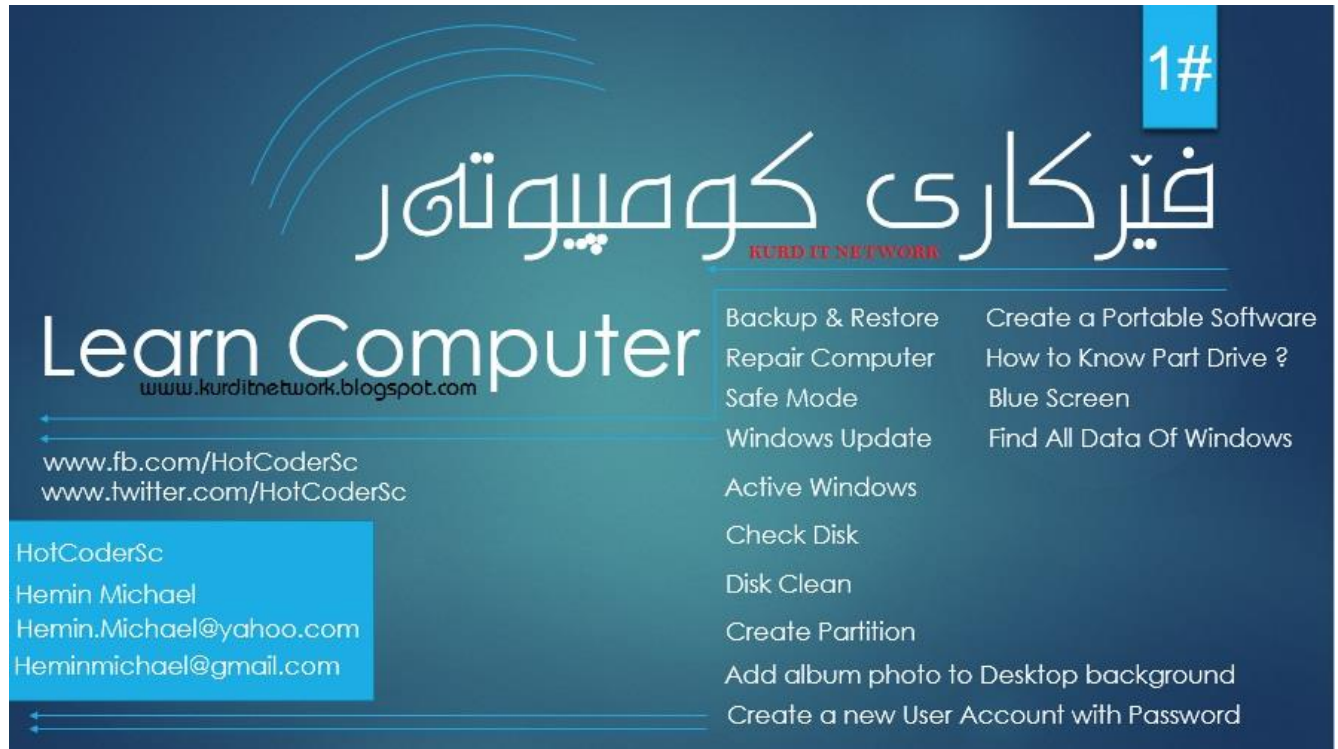 1#
فێرکاری کومپیوتەر
KURD IT NETWORK
Learn Computer
www.kurditnetwork.blogspot.com
www.fb.com/HotCoderSc
www.twitter.com/HotCoderSc
HotCoderSc
Hemin Michael
Hemin.Michael@yahoo.com
Heminmichael@gmail.com
Backup & Restore
Repair Computer
Safe Mode
Windows Update
Active Windows
Check Disk
Disk Clean
Create Partition
Add album photo to Desktop background
Create a new User Account with Password
Create a Portable Software
How to Know Part Drive ?
Blue Screen
Find All Data Of Windows